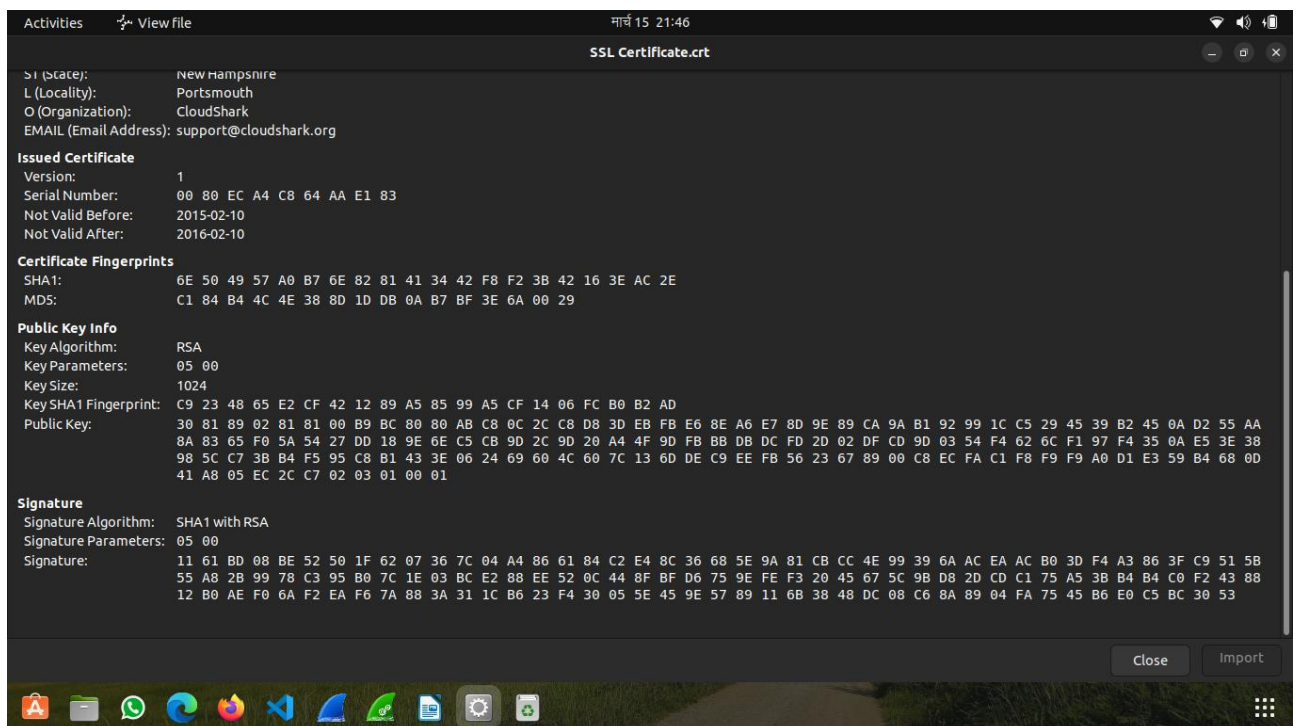 Activities View file मार्च 15 21:46
SSL Certificate.crt
ST (State): New Hampshire
L (Locality): Portsmouth
O (Organization): CloudShark
EMAIL (Email Address): support@cloudshark.org
Issued Certificate
Version: 1
Serial Number: 00 80 EC A4 C8 64 AA E1 83
Not Valid Before: 2015-02-10
Not Valid After: 2016-02-10
Certificate Fingerprints
SHA1: 6E 50 49 57 A0 B7 6E 82 81 41 34 42 F8 F2 3B 42 16 3E AC 2E
MD5: C1 84 B4 4C 4E 38 8D 1D DB 0A B7 BF 3E 6A 00 29
Public Key Info
Key Algorithm: RSA
Key Parameters: 05 00
Key Size: 1024
Key SHA1 Fingerprint: C9 23 48 65 E2 CF 42 12 89 A5 85 99 A5 CF 14 06 FC B0 B2 AD
Public Key: 30 81 89 02 81 81 00 B9 BC 80 80 AB C8 0C 2C C8 D8 3D EB FB E6 8E A6 E7 8D 9E 89 CA 9A B1 92 99 1C C5 29 45 39 B2 45 0A D2 55 AA
8A 83 65 F0 5A 54 27 DD 18 9E 6E C5 CB 9D 2C 9D 20 A4 4F 9D FB BB DB DC FD 2D 02 DF CD 9D 03 54 F4 62 6C F1 97 F4 35 0A E5 3E 38
98 5C C7 3B B4 F5 95 C8 B1 43 3E 06 24 69 60 4C 60 7C 13 6D DE C9 EE FB 56 23 67 89 00 C8 EC FA C1 F8 F9 F9 A0 D1 E3 59 B4 68 0D
41 A8 05 EC 2C C7 02 03 01 00 01
Signature
Signature Algorithm: SHA1 with RSA
Signature Parameters: 05 00
Signature: 11 61 BD 08 BE 52 50 1F 62 07 36 7C 04 A4 86 61 84 C2 E4 8C 36 68 5E 9A 81 CB CC 4E 99 39 6A AC EA AC B0 3D F4 A3 86 3F C9 51 5B
55 A8 2B 99 78 C3 95 B0 7C 1E 03 BC E2 88 EE 52 0C 44 8F BF D6 75 9E FE F3 20 45 67 5C 9B D8 2D CD C1 75 A5 3B B4 B4 C0 F2 43 88
12 B0 AE F0 6A F2 EA F6 7A 88 3A 31 1C B6 23 F4 30 05 5E 45 9E 57 89 11 6B 38 48 DC 08 C6 8A 89 04 FA 75 45 B6 E0 C5 BC 30 53
Close Import